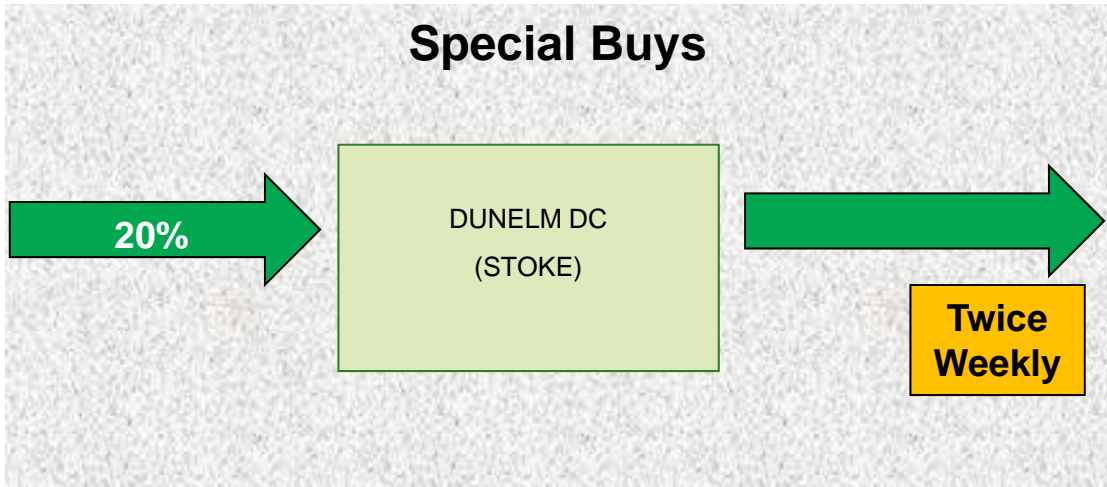 Special Buys
20%
DUNELM DC
(STOKE)
Twice
Weekly